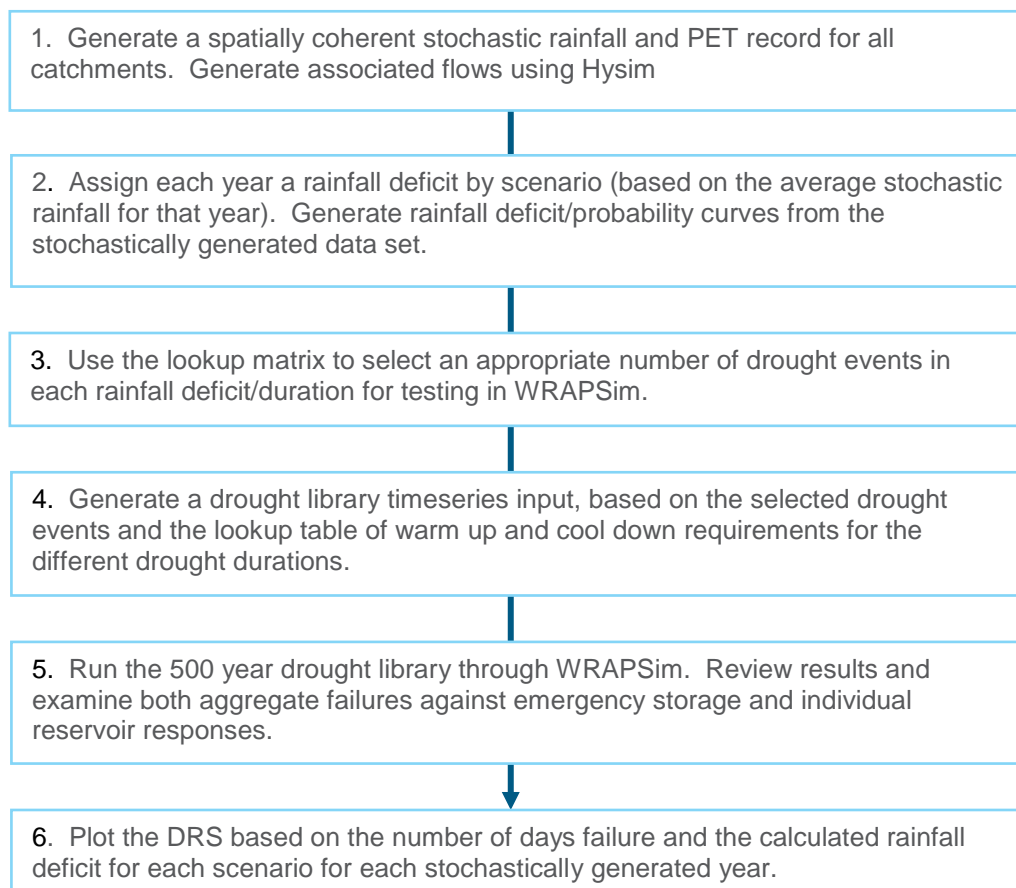 1. Generate a spatially coherent stochastic rainfall and PET record for all
catchments. Generate associated flows using Hysim
2. Assign each year a rainfall deficit by scenario (based on the average stochastic
rainfall for that year). Generate rainfall deficit/probability curves from the
stochastically generated data set.
3. Use the lookup matrix to select an appropriate number of drought events in
each rainfall deficit/duration for testing in WRAPSim.
4. Generate a drought library timeseries input, based on the selected drought
events and the lookup table of warm up and cool down requirements for the
different drought durations.
5. Run the 500 year drought library through WRAPSim. Review results and
examine both aggregate failures against emergency storage and individual
reservoir responses.
6. Plot the DRS based on the number of days failure and the calculated rainfall
deficit for each scenario for each stochastically generated year.